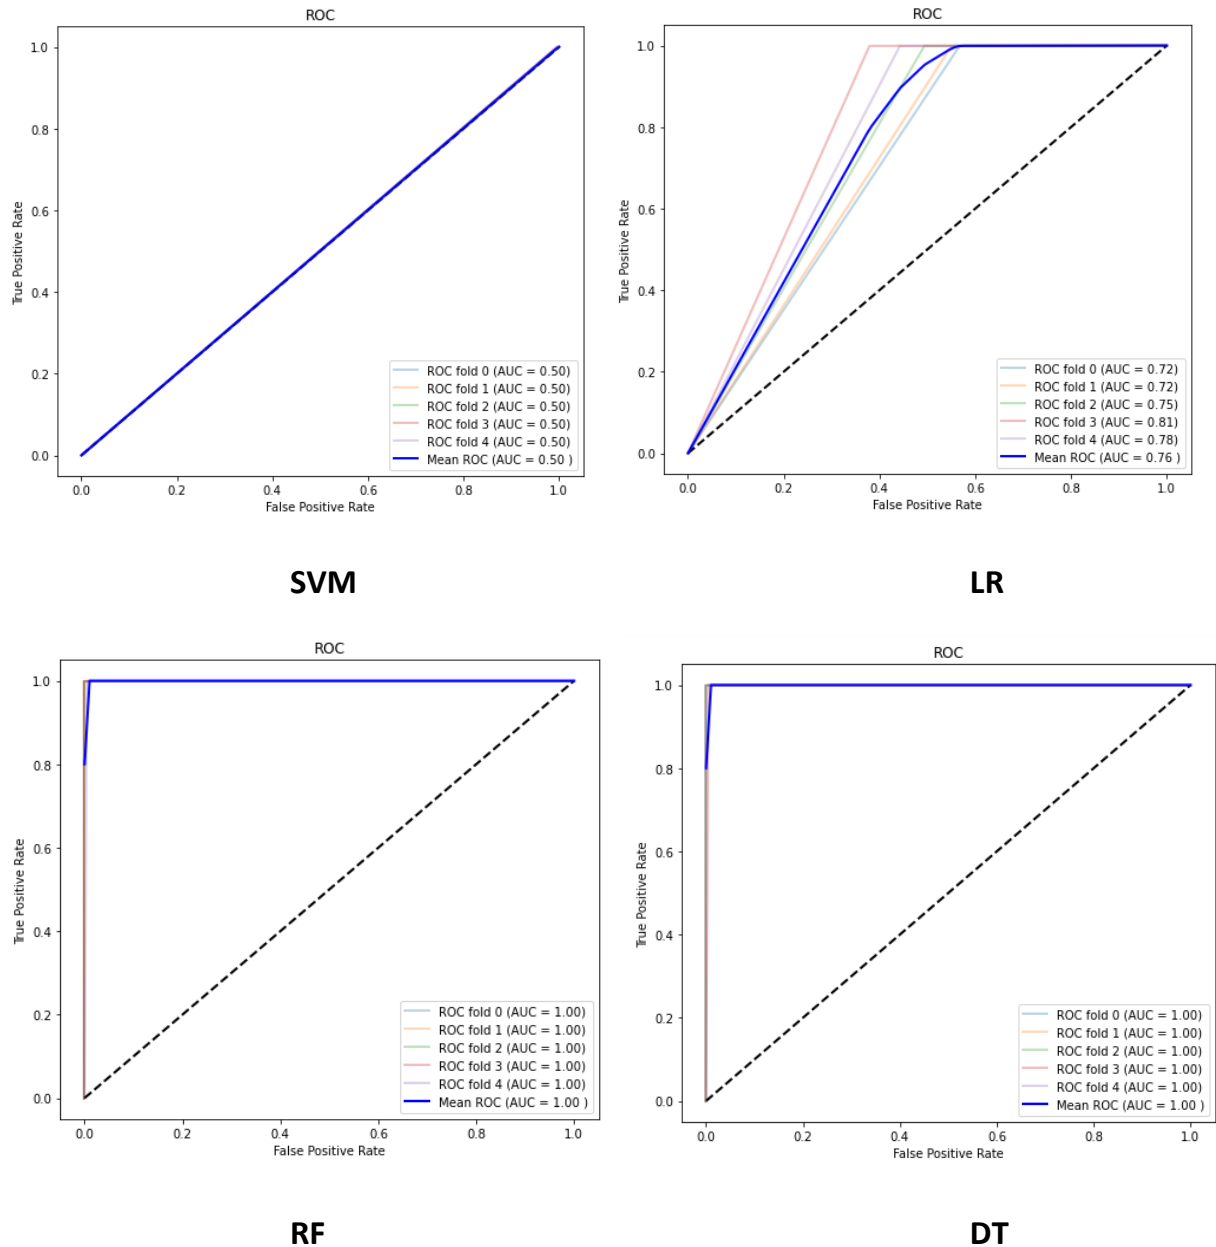 ROC
1.0
0.8
0.6
0.4
0.2
0.0
True Positive Rate
ROC fold 0 (AUC = 0.50)
ROC fold 1 (AUC = 0.50)
ROC fold 2 (AUC = 0.50)
ROC fold 3 (AUC = 0.50)
ROC fold 4 (AUC = 0.50)
Mean ROC (AUC = 0.50 )
0.0 0.2 0.4 0.6 0.8 1.0
False Positive Rate
SVM
ROC
1.0
0.8
0.6
0.4
0.2
0.0
True Positive Rate
ROC fold 0 (AUC = 0.72)
ROC fold 1 (AUC = 0.72)
ROC fold 2 (AUC = 0.75)
ROC fold 3 (AUC = 0.81)
ROC fold 4 (AUC = 0.78)
Mean ROC (AUC = 0.76 )
0.0 0.2 0.4 0.6 0.8 1.0
False Positive Rate
LR
ROC
1.0
0.8
0.6
0.4
0.2
0.0
True Positive Rate
ROC fold 0 (AUC = 1.00)
ROC fold 1 (AUC = 1.00)
ROC fold 2 (AUC = 1.00)
ROC fold 3 (AUC = 1.00)
ROC fold 4 (AUC = 1.00)
Mean ROC (AUC = 1.00 )
0.0 0.2 0.4 0.6 0.8 1.0
False Positive Rate
RF
ROC
1.0
0.8
0.6
0.4
0.2
0.0
True Positive Rate
ROC fold 0 (AUC = 1.00)
ROC fold 1 (AUC = 1.00)
ROC fold 2 (AUC = 1.00)
ROC fold 3 (AUC = 1.00)
ROC fold 4 (AUC = 1.00)
Mean ROC (AUC = 1.00 )
0.0 0.2 0.4 0.6 0.8 1.0
False Positive Rate
DT